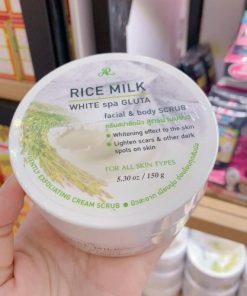 AR
RICE MILK
WHITE spa GLUTA
facial & body SCRUB
• Whitening effect to the skin
• Lighten scars & other dark
spots on skin
FOR ALL SKIN TYPES
5.30 oz / 150 g
EXFOLIATING CREAM SCRUB